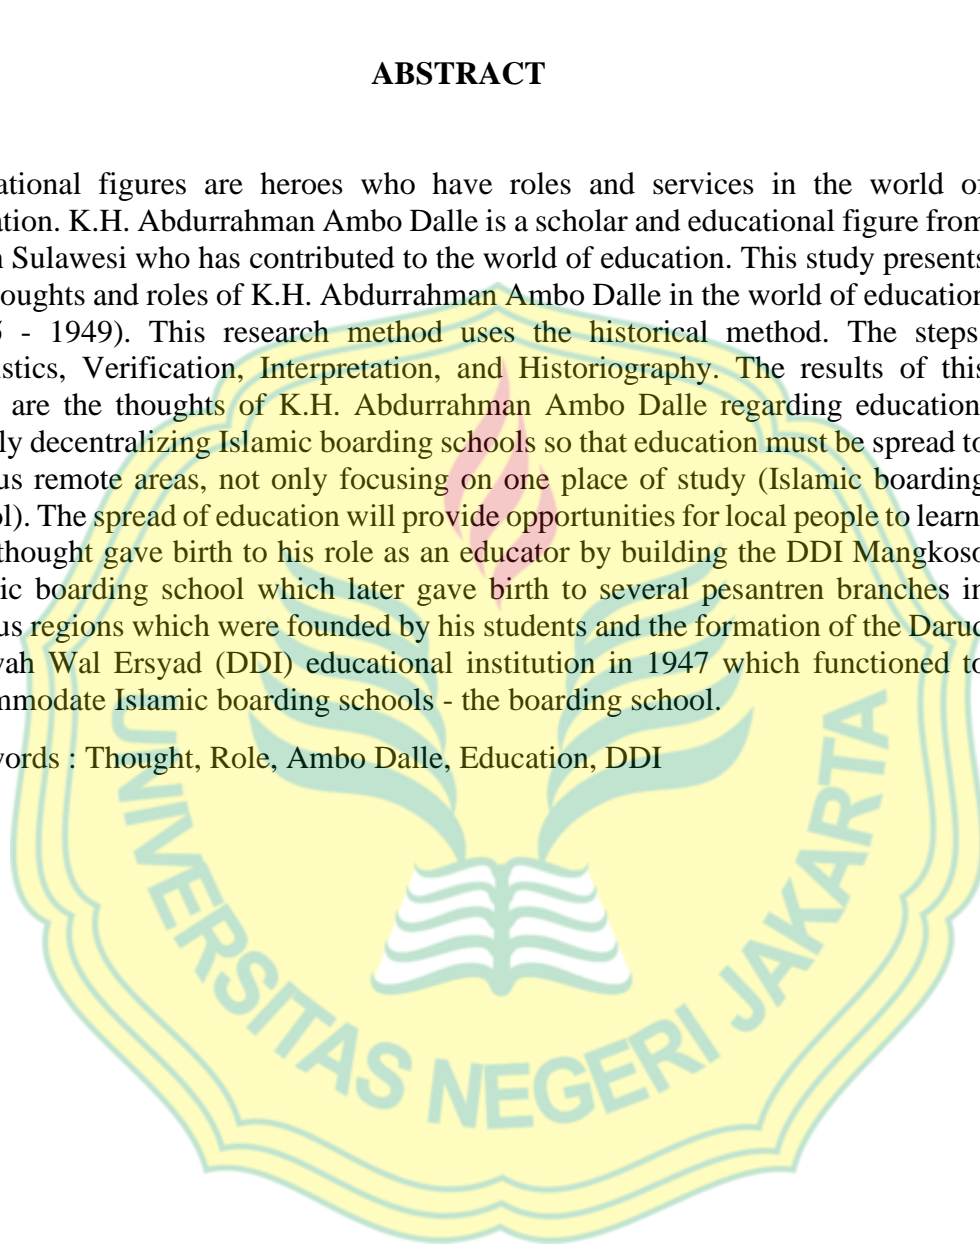 ABSTRACT
ational figures are heroes who have roles and services in the world of
ation. K.H. Abdurrahman Ambo Dalle is a scholar and educational figure from
n Sulawesi who has contributed to the world of education. This study presents
oughts and roles of K.H. Abdurrahman Ambo Dalle in the world of education
5 - 1949). This research method uses the historical method. The steps
stics, Verification, Interpretation, and Historiography. The results of this
are the thoughts of K.H. Abdurrahman Ambo Dalle regarding education
ly decentralizing Islamic boarding schools so that education must be spread to
us remote areas, not only focusing on one place of study (Islamic boarding
ol). The spread of education will provide opportunities for local people to learn
thought gave birth to his role as an educator by building the DDI Mangkoso
ic boarding school which later gave birth to several pesantren branches in
us regions which were founded by his students and the formation of the Daruc
yah Wal Ersyad (DDI) educational institution in 1947 which functioned to
mmodate Islamic boarding schools - the boarding school.
words : Thought, Role, Ambo Dalle, Education, DDI
UNIVERSITAS NEGERI JAKARTA